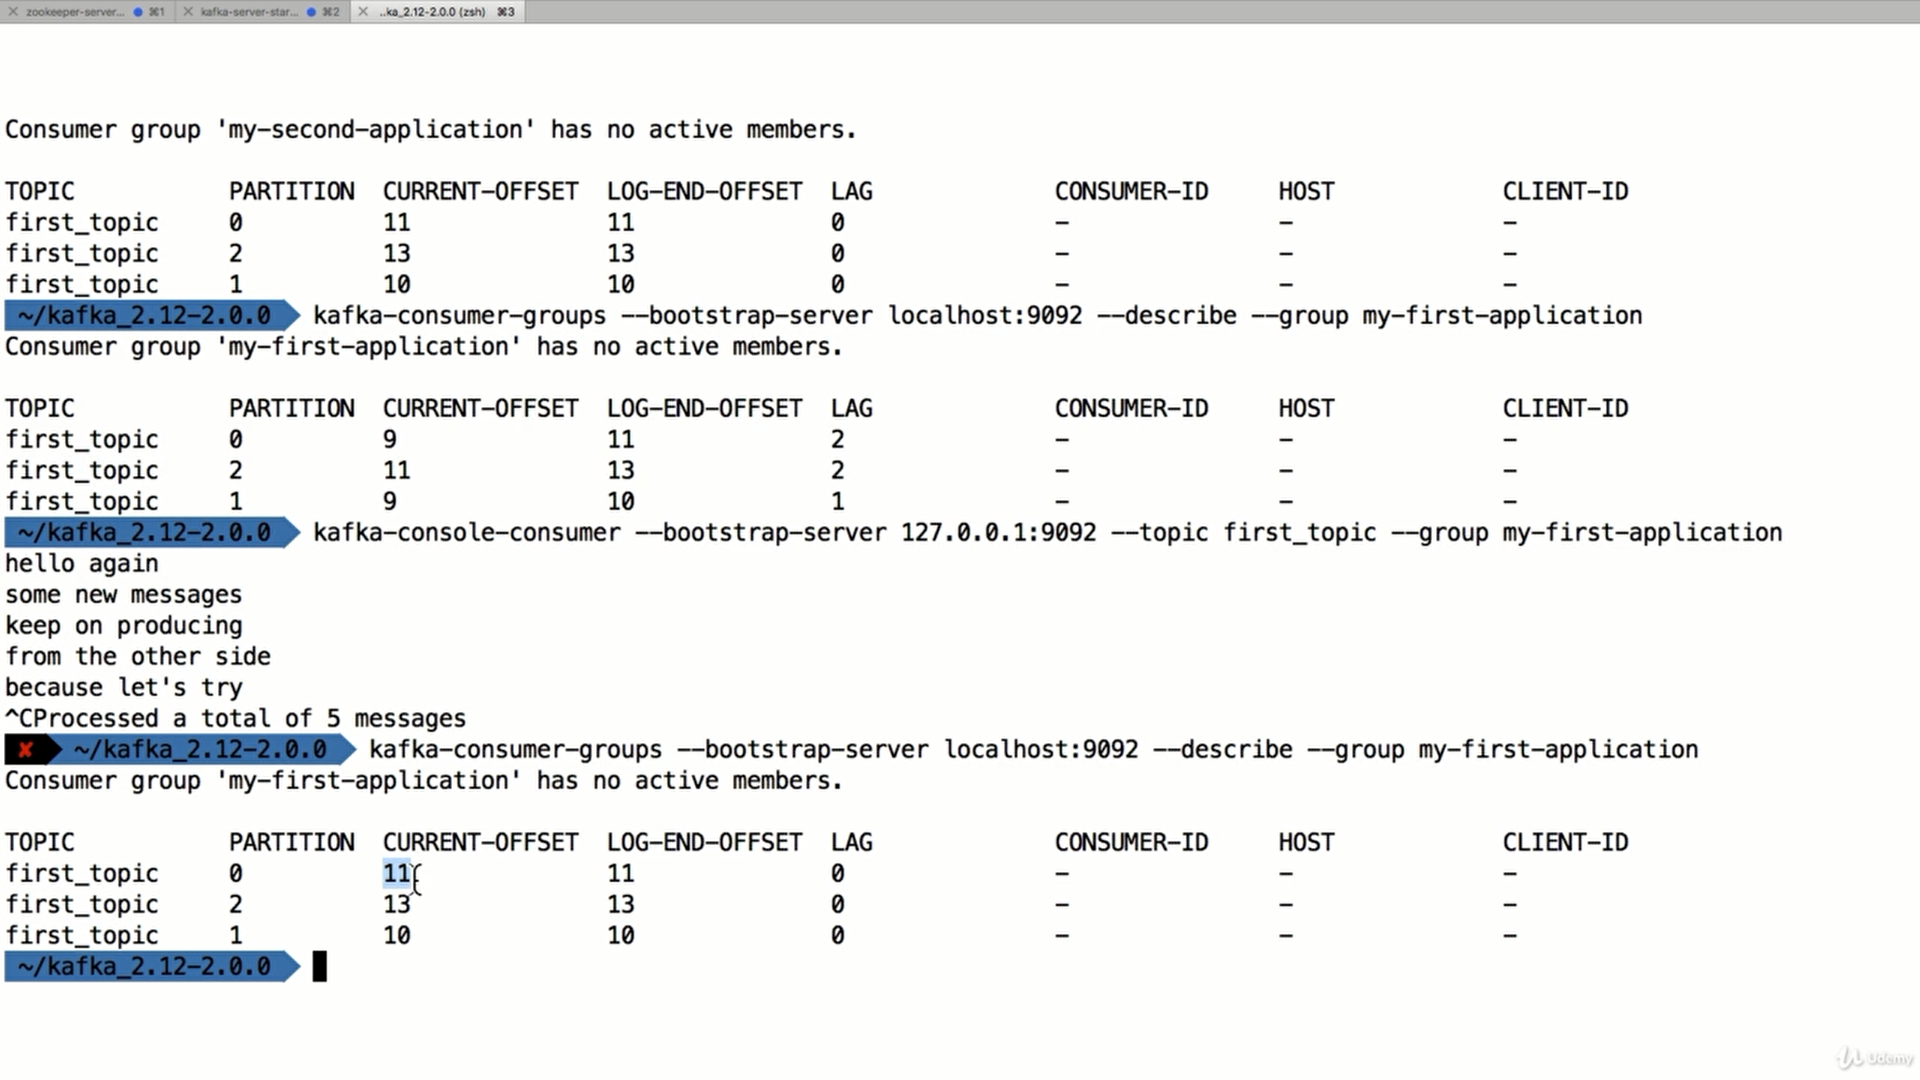 zookeeper-server... ⌘1 kafka-server-star... ⌘2 ..ka_2.12-2.0.0 (zsh) ⌘3
Consumer group 'my-second-application' has no active members.
TOPIC PARTITION CURRENT-OFFSET LOG-END-OFFSET LAG CONSUMER-ID HOST CLIENT-ID
first_topic 0 11 11 0 - - -
first_topic 2 13 13 0 - - -
first_topic 1 10 10 0 - - -
~/kafka_2.12-2.0.0 kafka-consumer-groups --bootstrap-server localhost:9092 --describe --group my-first-application
Consumer group 'my-first-application' has no active members.
TOPIC PARTITION CURRENT-OFFSET LOG-END-OFFSET LAG CONSUMER-ID HOST CLIENT-ID
first_topic 0 9 11 2 - - -
first_topic 2 11 13 2 - - -
first_topic 1 9 10 1 - - -
~/kafka_2.12-2.0.0 kafka-console-consumer --bootstrap-server 127.0.0.1:9092 --topic first_topic --group my-first-application
hello again
some new messages
keep on producing
from the other side
because let's try
^CProcessed a total of 5 messages
✘ ~/kafka_2.12-2.0.0 kafka-consumer-groups --bootstrap-server localhost:9092 --describe --group my-first-application
Consumer group 'my-first-application' has no active members.
TOPIC PARTITION CURRENT-OFFSET LOG-END-OFFSET LAG CONSUMER-ID HOST CLIENT-ID
first_topic 0 11 11 0 - - -
first_topic 2 13 13 0 - - -
first_topic 1 10 10 0 - - -
~/kafka_2.12-2.0.0
Udemy